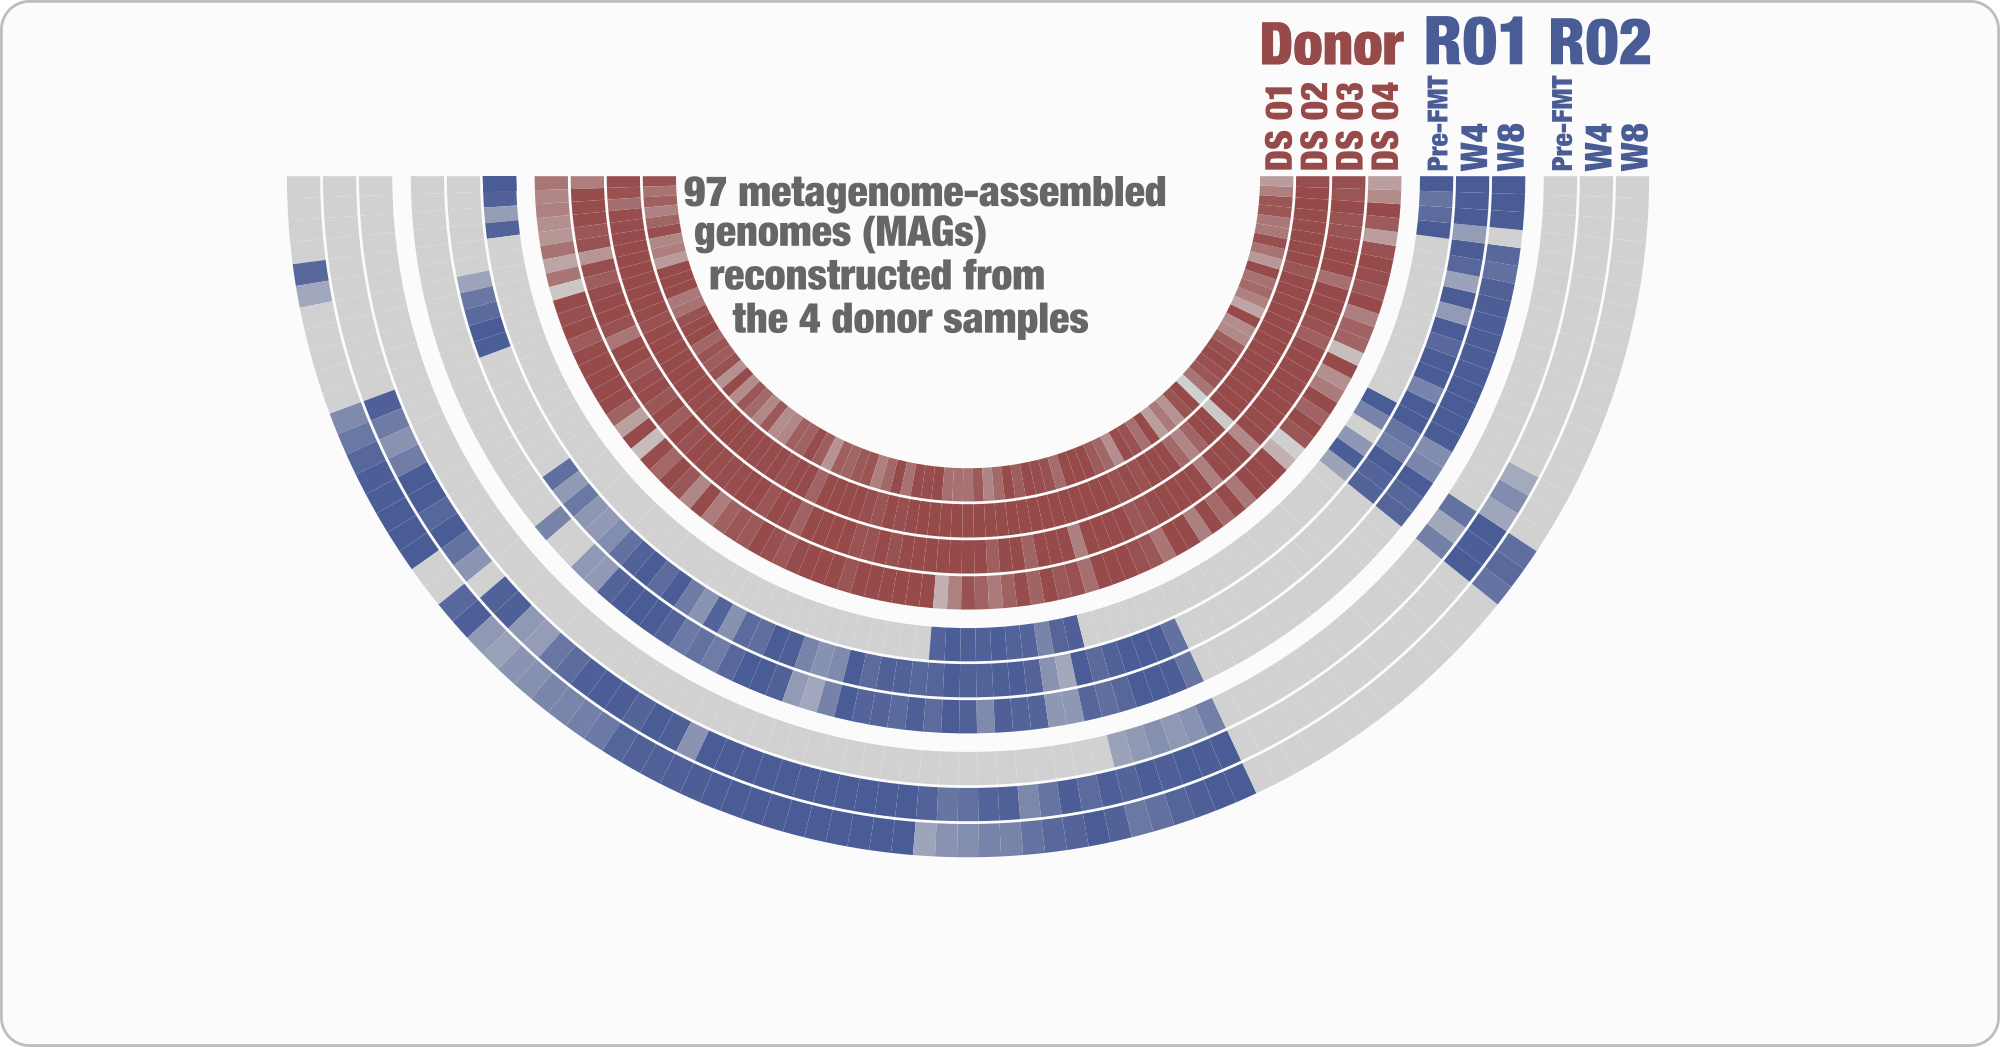 Donor R01 R02
DS 01
DS 02
DS 03
DS 04
Pre-FMT
W4
W8
Pre-FMT
W4
W8
97 metagenome-assembled
genomes (MAGs)
reconstructed from
the 4 donor samples